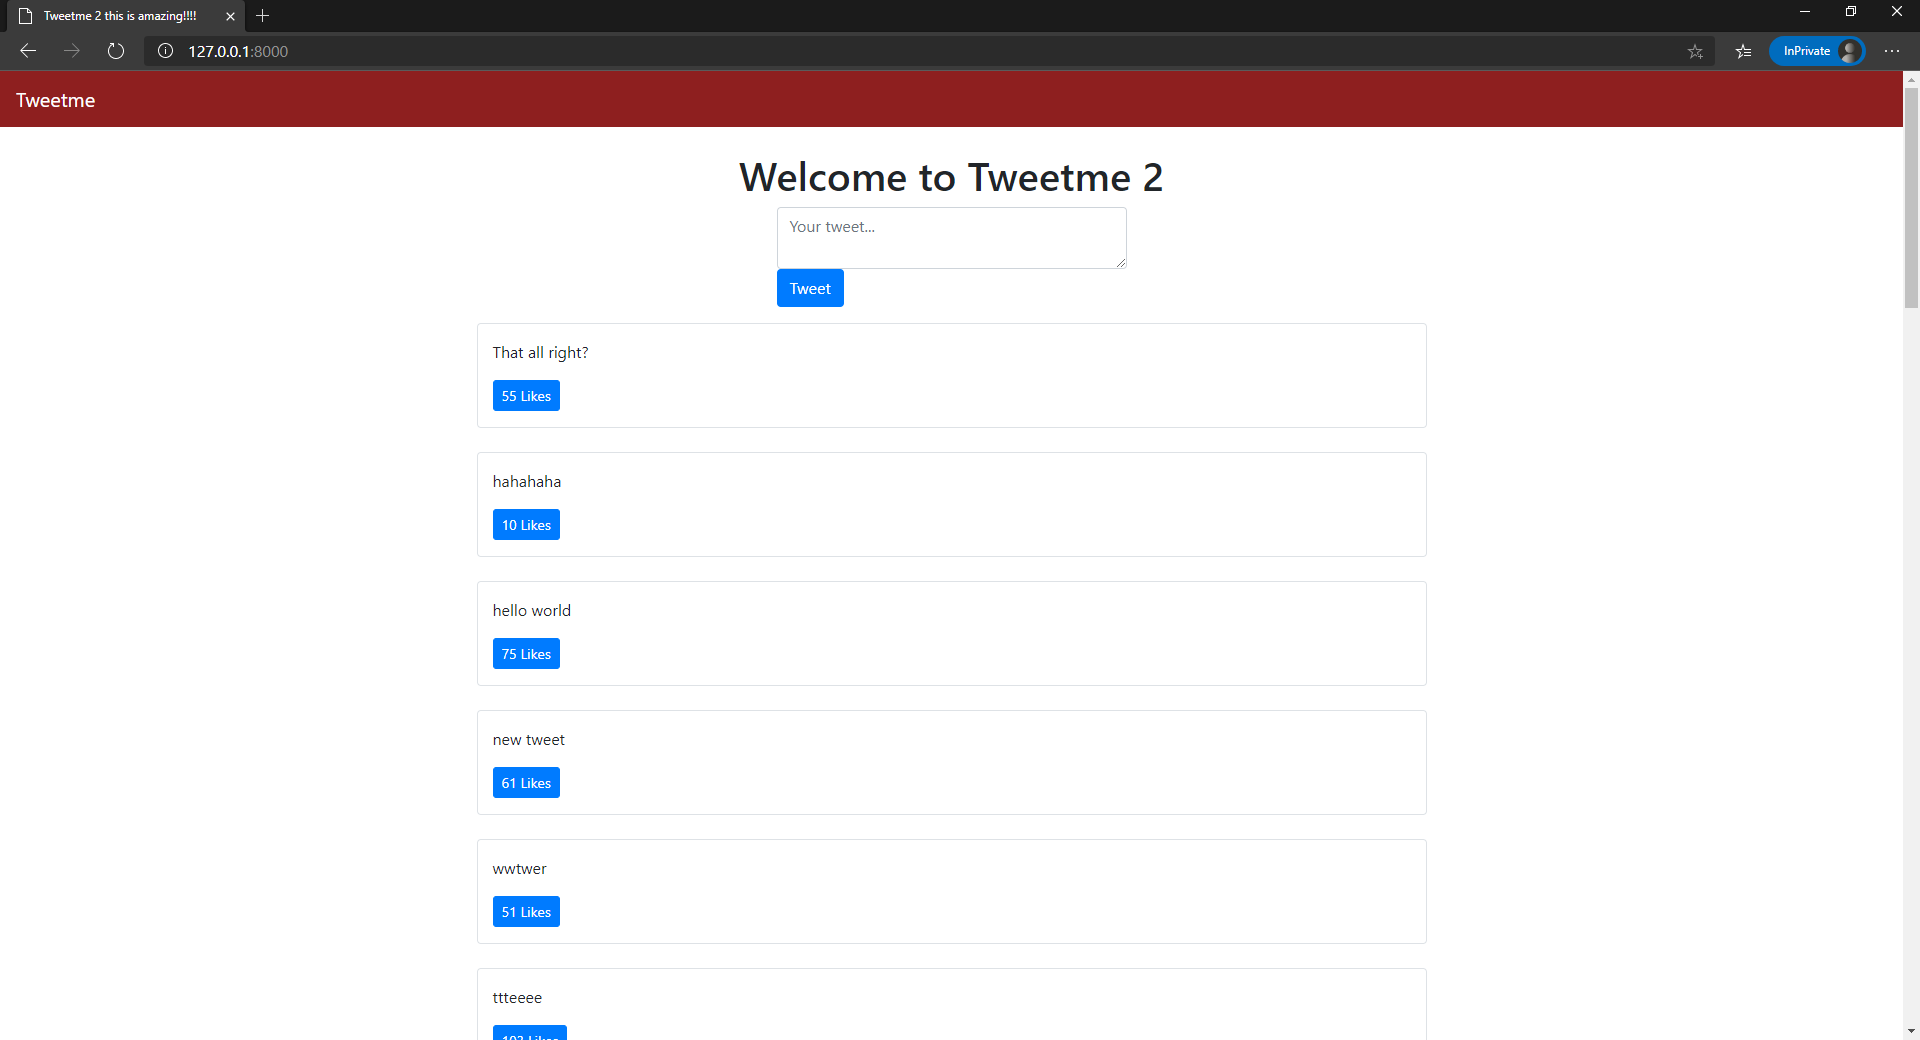 Tweetme 2 this is amazing!!!!
127.0.0.1:8000
InPrivate
Tweetme
Welcome to Tweetme 2
Your tweet...
Tweet
That all right?
55 Likes
hahahaha
10 Likes
hello world
75 Likes
new tweet
61 Likes
wwtwer
51 Likes
ttteeee
Likes